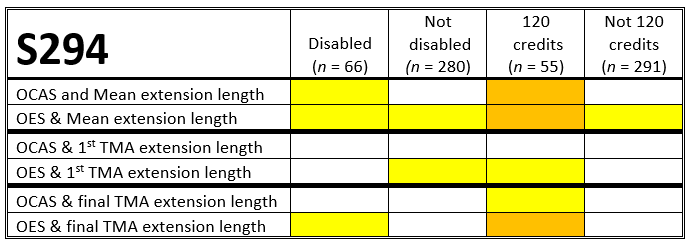 S294
Disabled
(n = 66)
Not
disabled
(n = 280)
120
credits
(n = 55)
Not 120
credits
(n = 291)
OCAS and Mean extension length
OES & Mean extension length
OCAS & 1st TMA extension length
OES & 1st TMA extension length
OCAS & final TMA extension length
OES & final TMA extension length